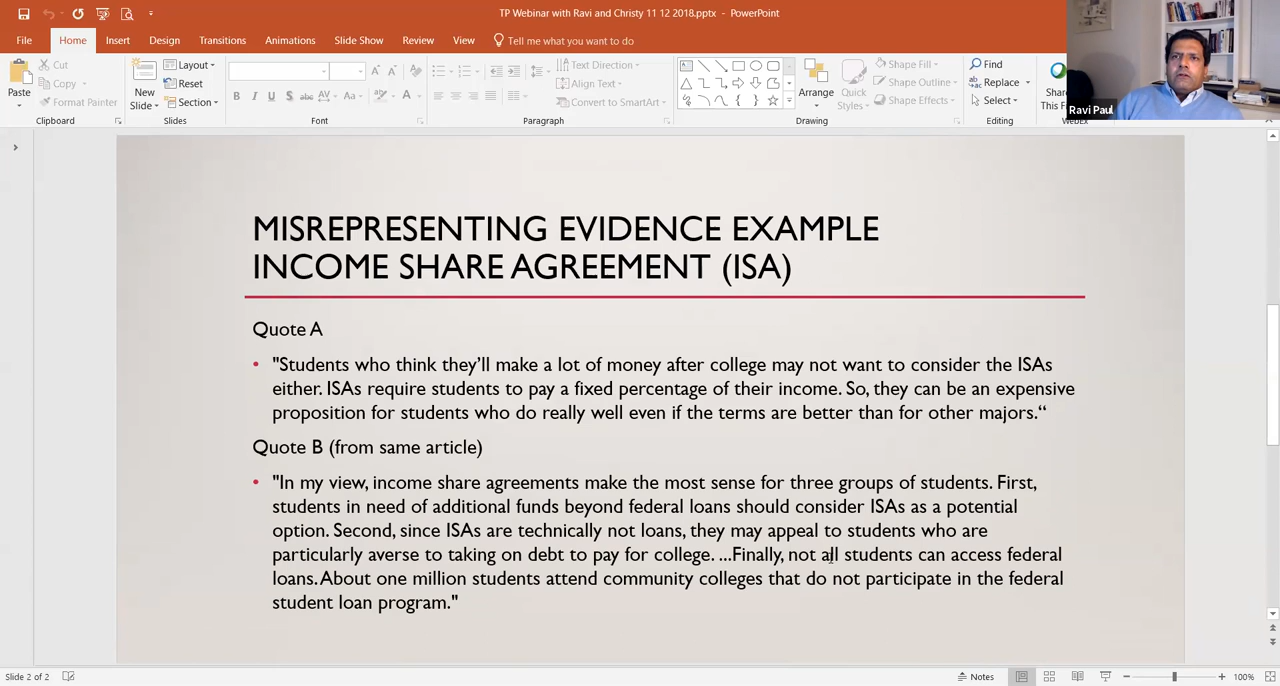 TP Webinar with Ravi and Christy 11 12 2018.pptx - PowerPoint
File Home Insert Design Transitions Animations Slide Show Review View Tell me what you want to do
Cut
Copy
Format Painter
Paste
Clipboard
New
Slide
Layout
Reset
Section
Slides
B I U S abc AV Aa A
Font
Text Direction
Align Text
Convert to SmartArt
Paragraph
Arrange
Quick
Styles
Shape Fill
Shape Outline
Shape Effects
Drawing
Find
Replace
Select
Editing
Ravi Paul
MISREPRESENTING EVIDENCE EXAMPLE
INCOME SHARE AGREEMENT (ISA)
Quote A
• "Students who think they’ll make a lot of money after college may not want to consider the ISAs
either. ISAs require students to pay a fixed percentage of their income. So, they can be an expensive
proposition for students who do really well even if the terms are better than for other majors.“
Quote B (from same article)
• "In my view, income share agreements make the most sense for three groups of students. First,
students in need of additional funds beyond federal loans should consider ISAs as a potential
option. Second, since ISAs are technically not loans, they may appeal to students who are
particularly averse to taking on debt to pay for college. ...Finally, not all students can access federal
loans. About one million students attend community colleges that do not participate in the federal
student loan program."
Slide 2 of 2
Notes
100%